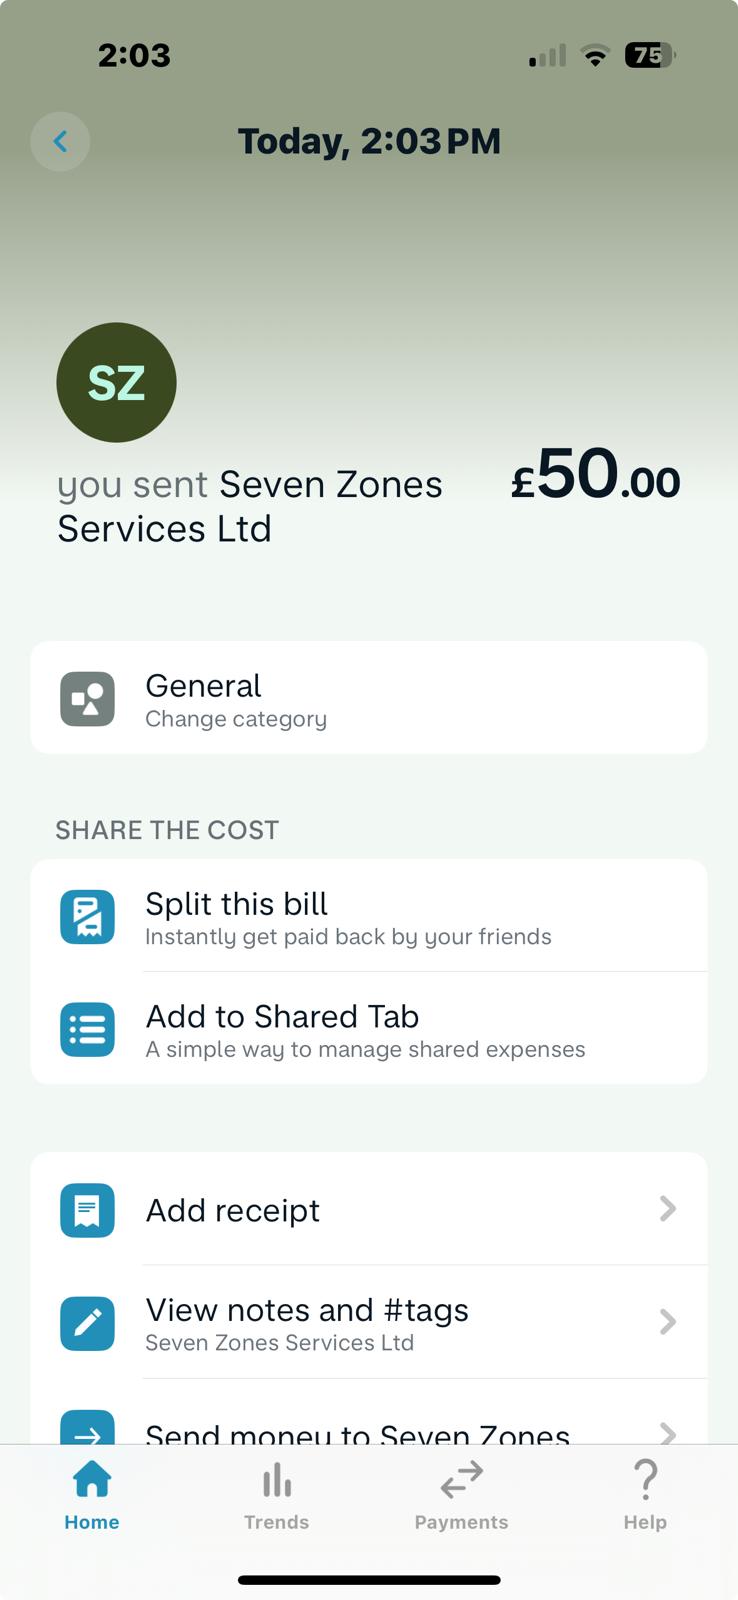 2:03
75
Today, 2:03 PM
SZ
you sent Seven Zones
Services Ltd
£50.00
General
Change category
SHARE THE COST
Split this bill
Instantly get paid back by your friends
Add to Shared Tab
A simple way to manage shared expenses
Add receipt
View notes and #tags
Seven Zones Services Ltd
Send money to Seven Zones
Home
Trends
Payments
Help